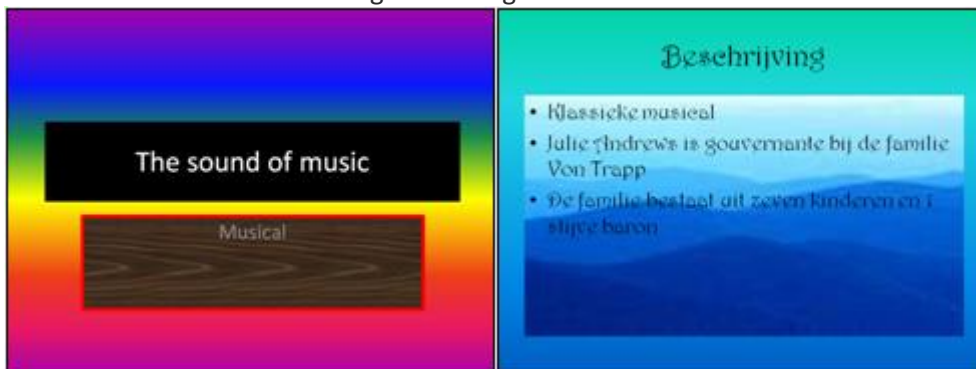 The sound of music
Musical
Beschrijving
• Klassieke musical
• Julie Andrews is gouvernante bij de familie
Von Trapp
• De familie bestaat uit zeven kinderen en 1
stijve baron